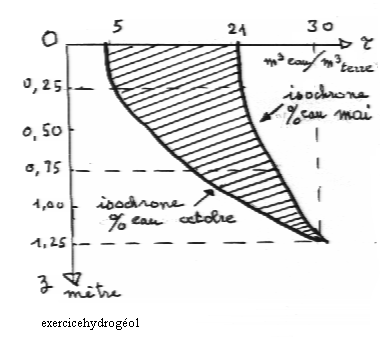 O 5 21 30 τ
m³ eau/m³ terre
0,25
isochrone
% eau mai
0,50
0,75
1,00
isochrone
% eau octobre
1,25
z mètre
exercicehydrogéol